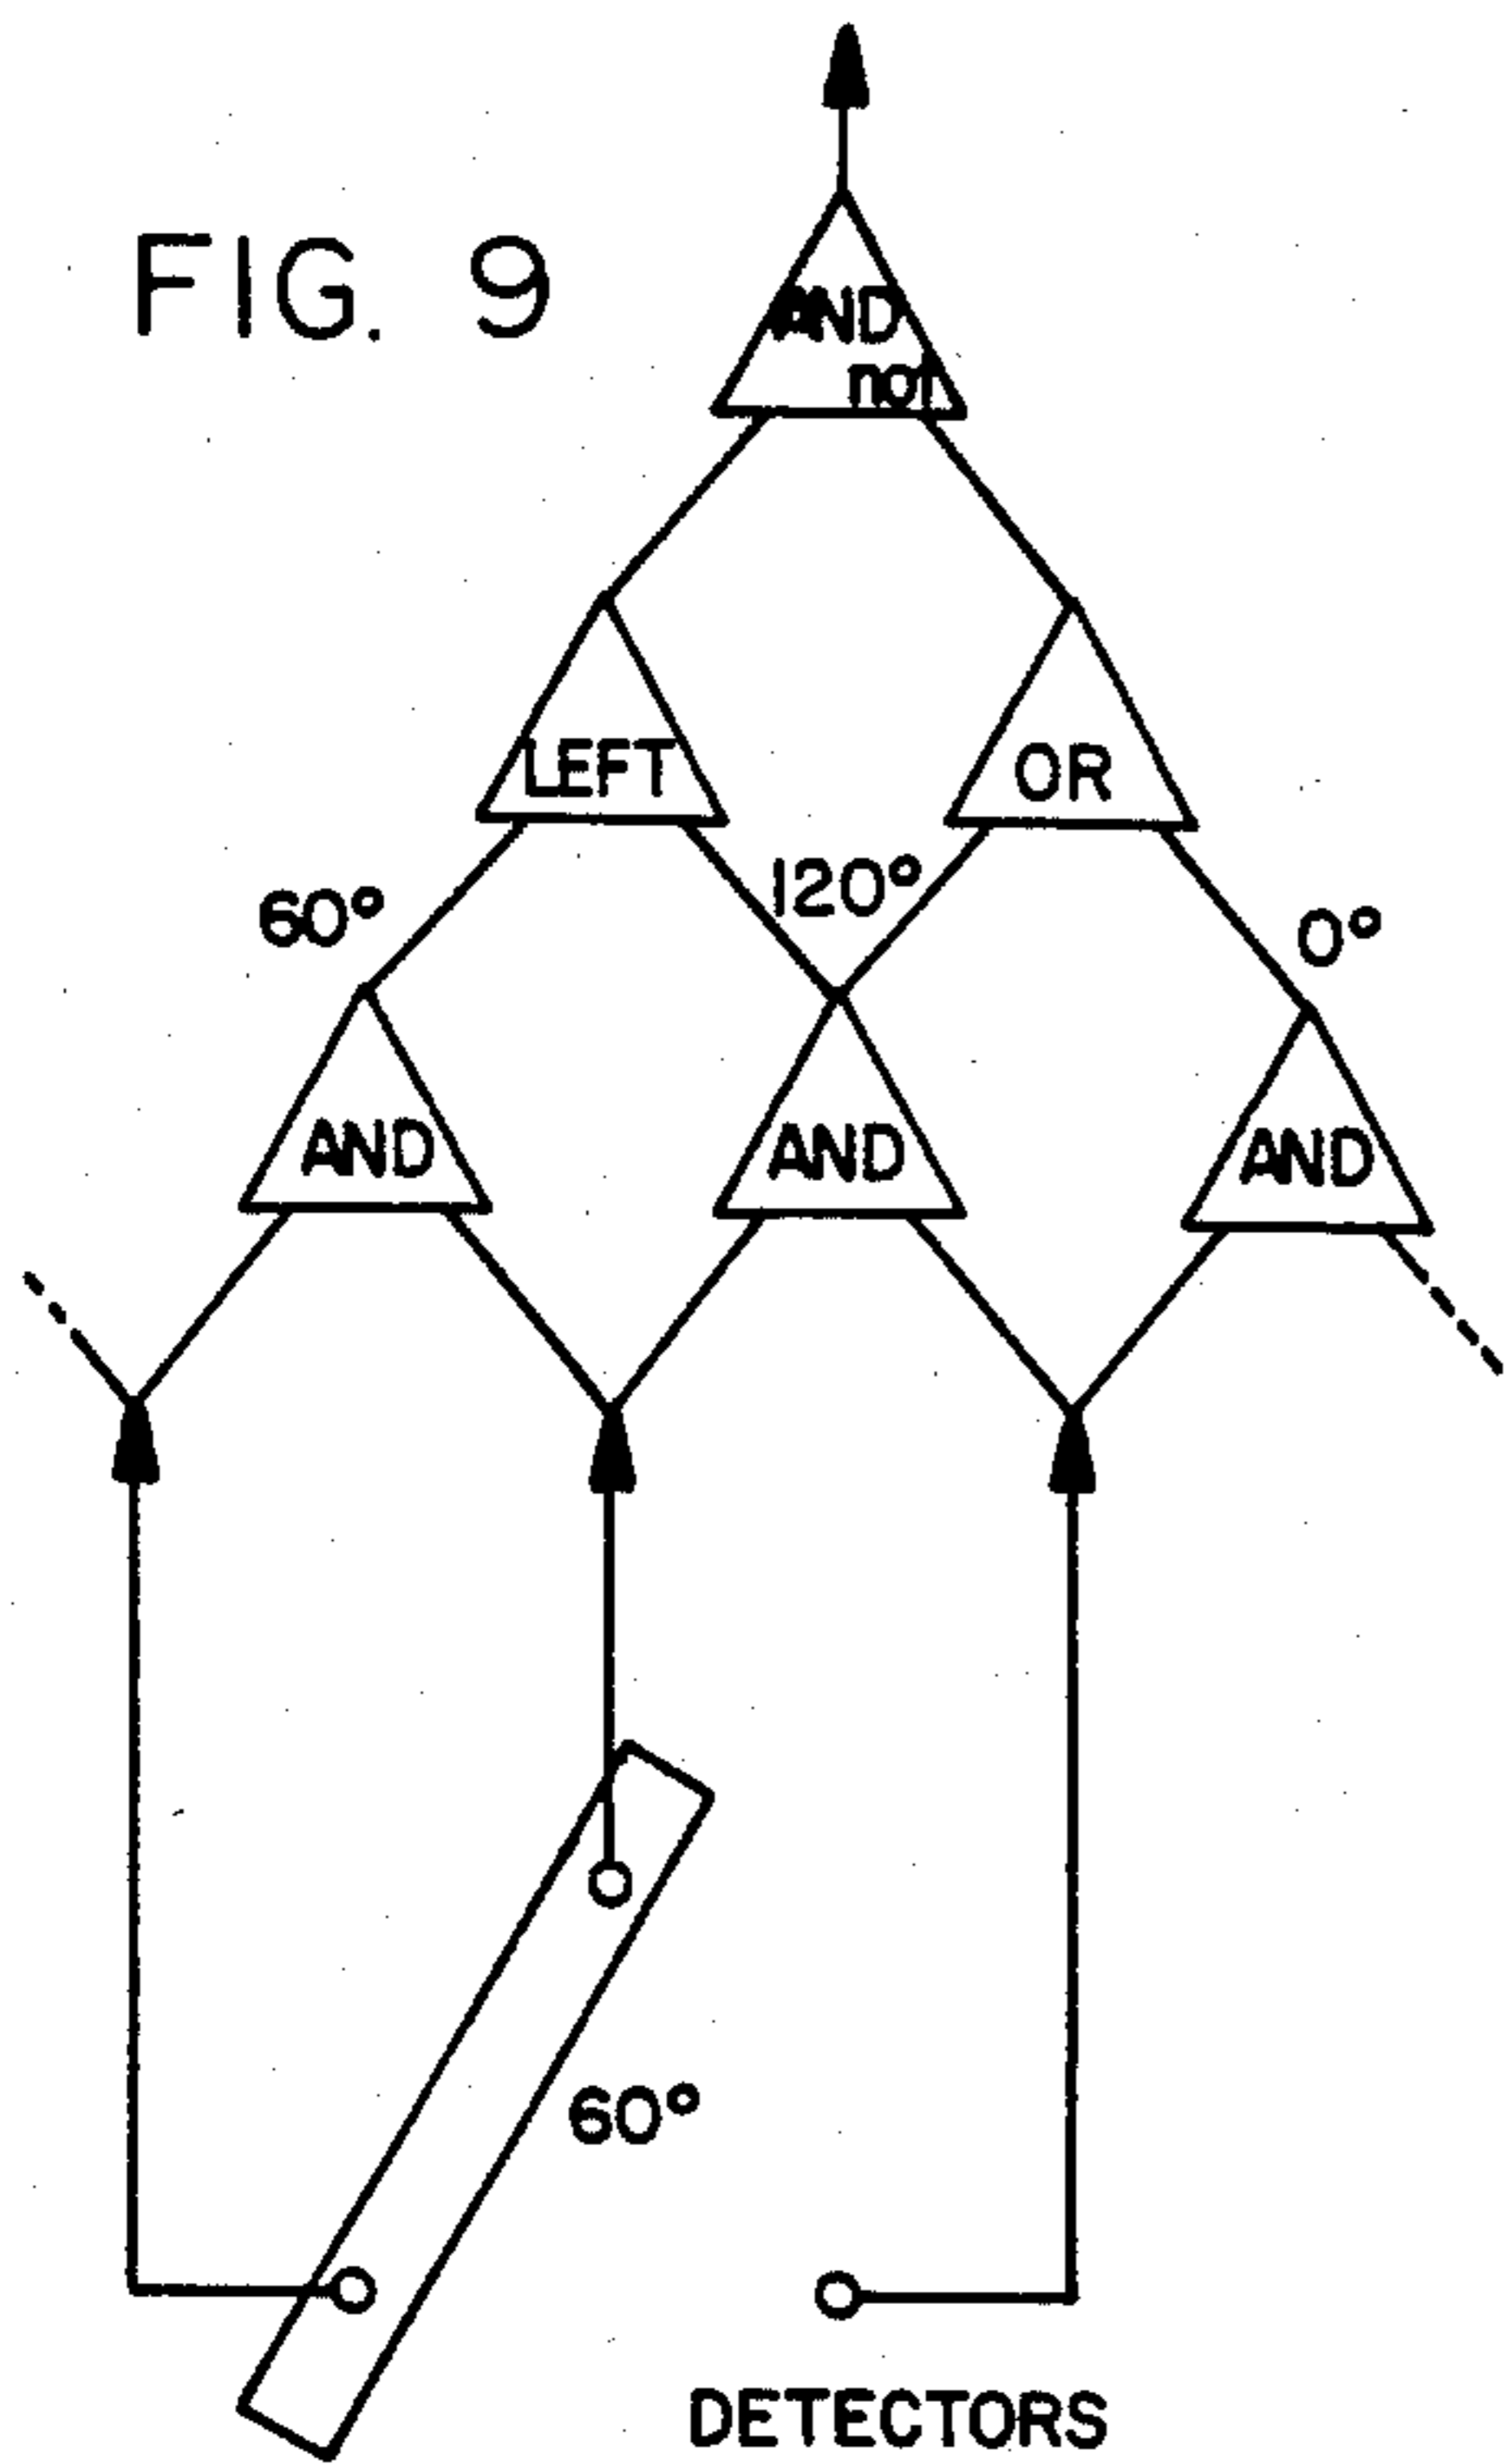 FIG. 9
AND
not
LEFT
OR
60°
120°
0°
AND
AND
AND
60°
DETECTORS